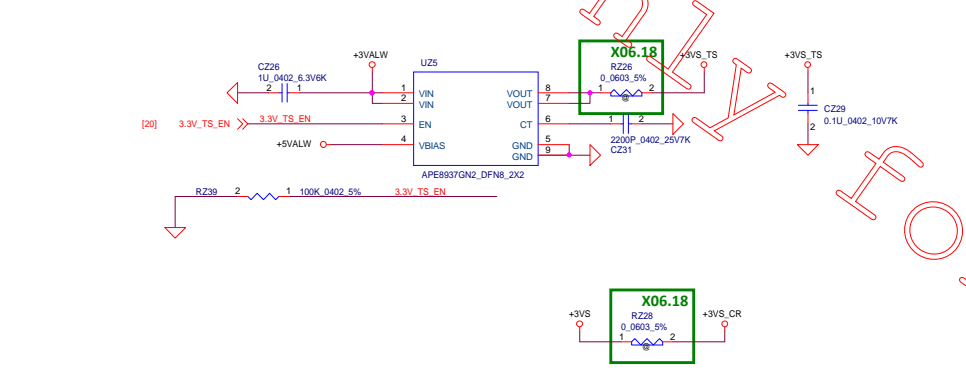 X06.18
+3VALW
+3VS_TS
+3VS_TS
CZ26
1U_0402_6.3V6K
2 1
UZ5
RZ26
0_0603_5%
1 2
@
1 VIN
2 VIN
VOUT 8
VOUT 7
1
CZ29
0.1U_0402_10V7K
2
[20] 3.3V_TS_EN 3.3V_TS_EN
3 EN
CT 6
1 2
2200P_0402_25V7K
CZ31
+5VALW
4 VBIAS
GND 5
GND 9
APE8937GN2_DFN8_2X2
RZ39 2 1 100K_0402_5% 3.3V_TS_EN
X06.18
+3VS
RZ28
0_0603_5%
+3VS_CR
1 2
@